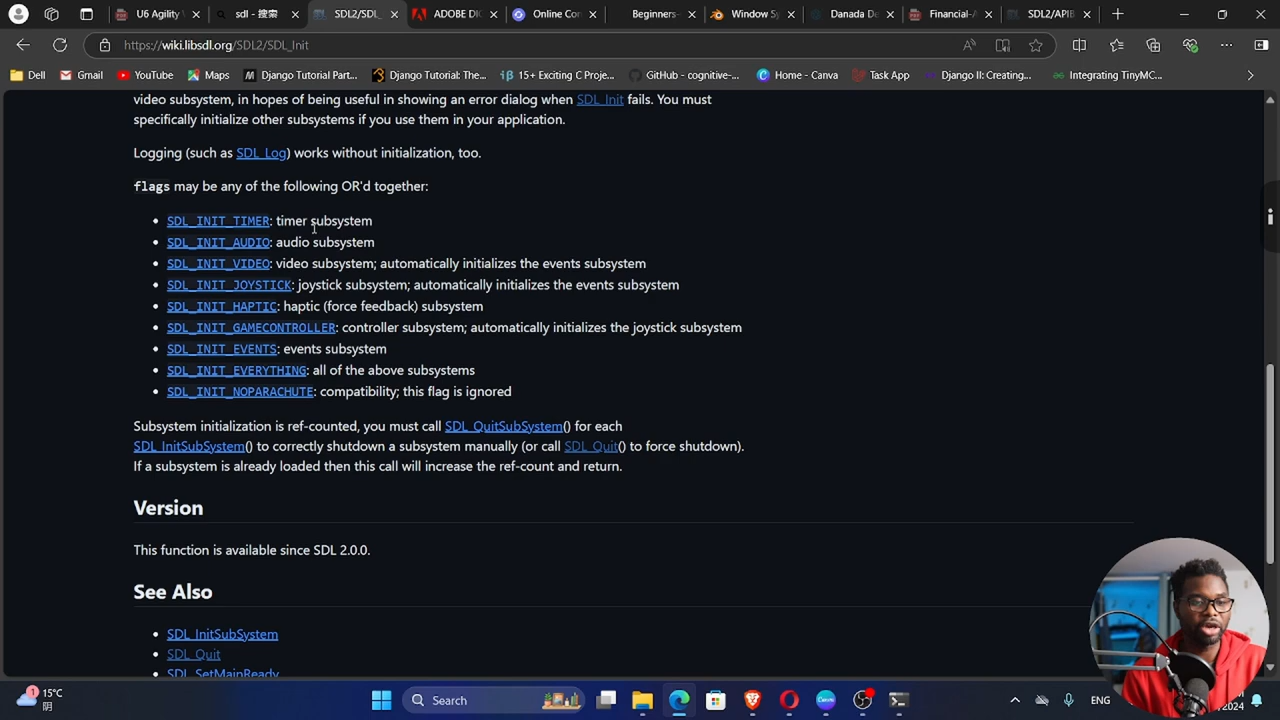 U6 Agility
sdl - 搜索
SDL2/SDL_
ADOBE DI
Online Cor
Beginners-
Window Sy
Danada De
Financial-A
SDL2/APIB
https://wiki.libsdl.org/SDL2/SDL_Init
Dell
Gmail
YouTube
Maps
Django Tutorial Part...
Django Tutorial: The...
15+ Exciting C Proje...
GitHub - cognitive-...
Home - Canva
Task App
Django II: Creating...
Integrating TinyMC...
video subsystem, in hopes of being useful in showing an error dialog when SDL_Init fails. You must
specifically initialize other subsystems if you use them in your application.
Logging (such as SDL_Log) works without initialization, too.
flags may be any of the following OR'd together:
• SDL_INIT_TIMER: timer subsystem
• SDL_INIT_AUDIO: audio subsystem
• SDL_INIT_VIDEO: video subsystem; automatically initializes the events subsystem
• SDL_INIT_JOYSTICK: joystick subsystem; automatically initializes the events subsystem
• SDL_INIT_HAPTIC: haptic (force feedback) subsystem
• SDL_INIT_GAMECONTROLLER: controller subsystem; automatically initializes the joystick subsystem
• SDL_INIT_EVENTS: events subsystem
• SDL_INIT_EVERYTHING: all of the above subsystems
• SDL_INIT_NOPARACHUTE: compatibility; this flag is ignored
Subsystem initialization is ref-counted, you must call SDL_QuitSubSystem() for each
SDL_InitSubSystem() to correctly shutdown a subsystem manually (or call SDL_Quit() to force shutdown).
If a subsystem is already loaded then this call will increase the ref-count and return.
Version
This function is available since SDL 2.0.0.
See Also
• SDL_InitSubSystem
• SDL_Quit
• SDL_SetMainReady
1
15°C
阴
Search
ENG